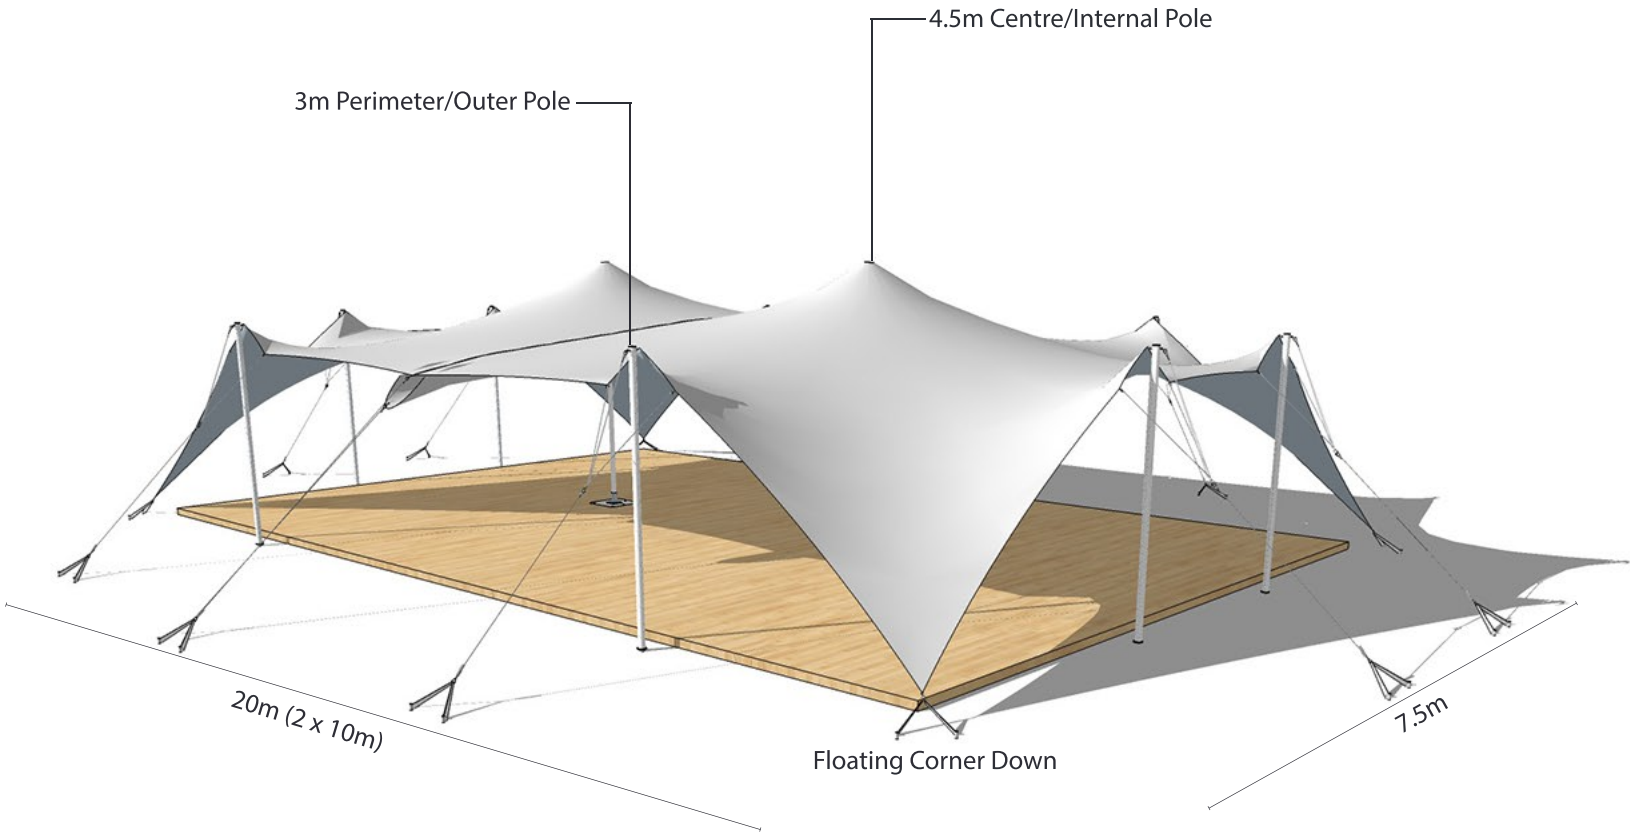 4.5m Centre/Internal Pole
3m Perimeter/Outer Pole
20m (2 x 10m)
7.5m
Floating Corner Down